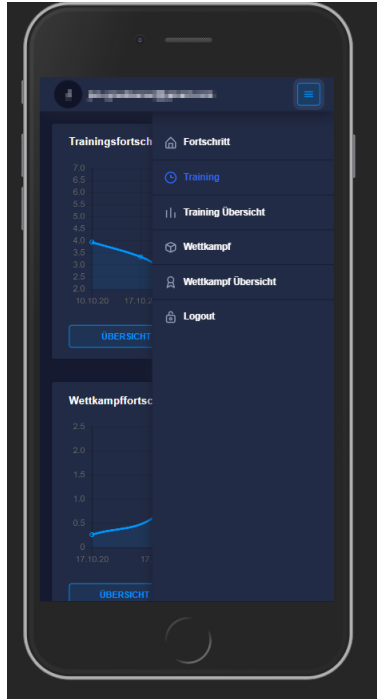 Trainingsfortsch
7.0
6.5
6.0
5.5
5.0
4.5
4.0
3.5
3.0
2.5
2.0
10.10.20 17.10.2
ÜBERSICHT
Wettkampffortsc
2.5
2.0
1.5
1.0
0.5
0
17.10.20 17
ÜBERSICHT
Fortschritt
Training
Training Übersicht
Wettkampf
Wettkampf Übersicht
Logout